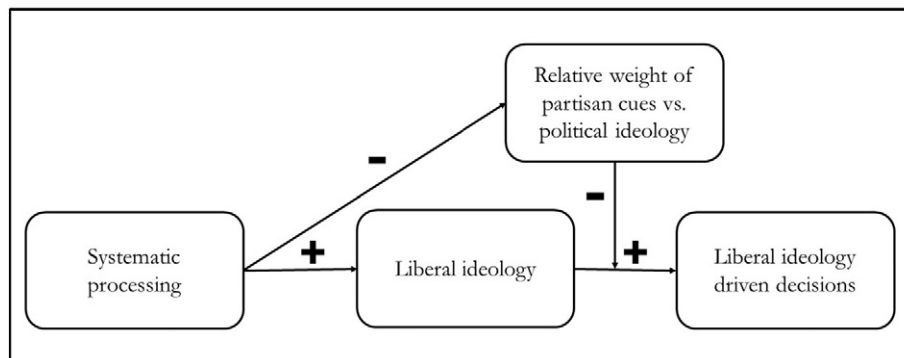 Relative weight of
partisan cues vs.
political ideology
-
-
Systematic
processing
+
Liberal ideology
+
Liberal ideology
driven decisions